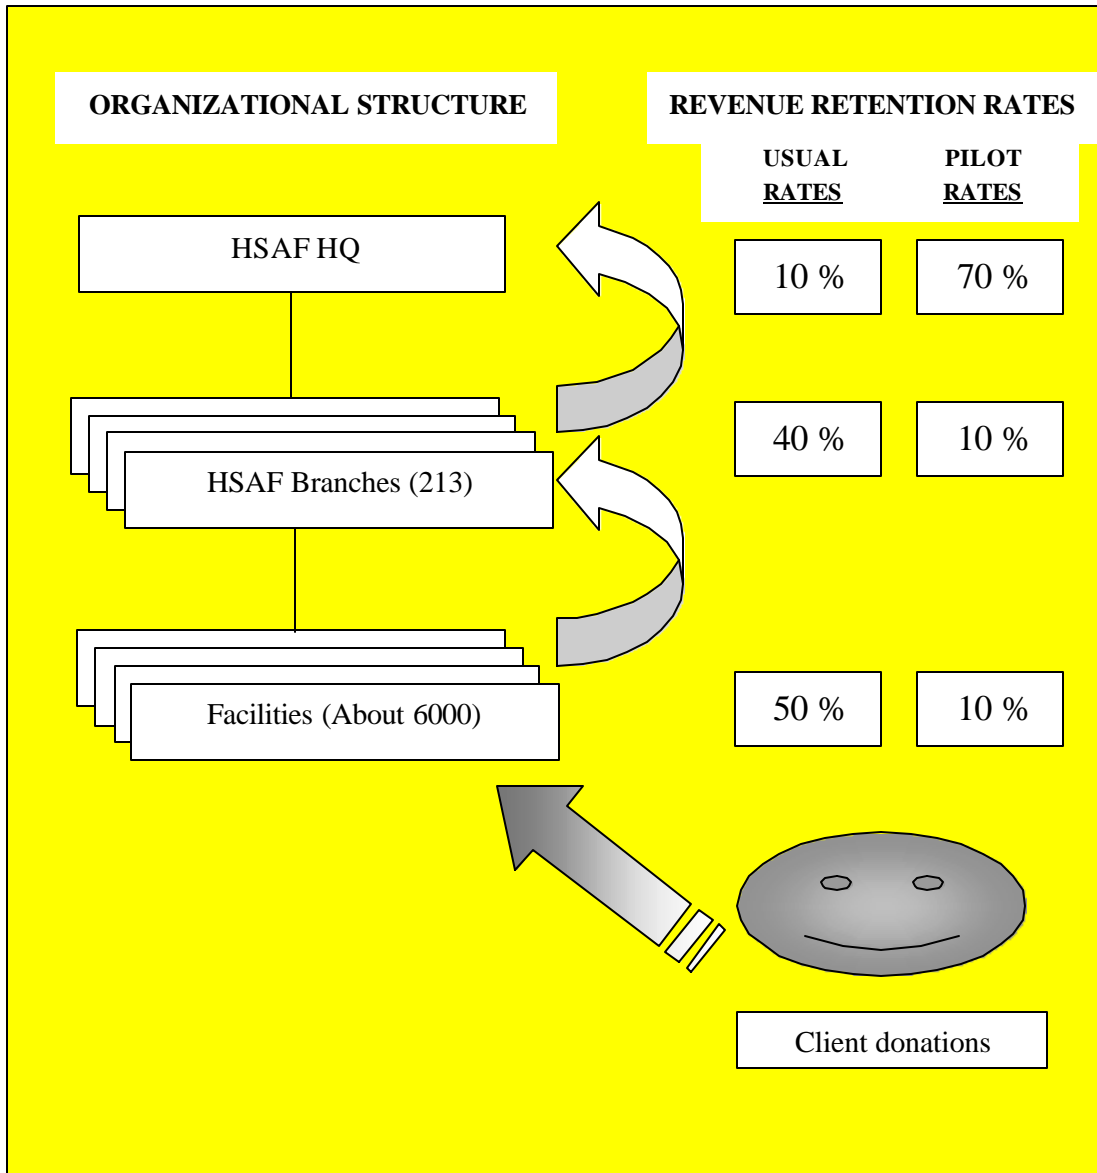 ORGANIZATIONAL STRUCTURE
REVENUE RETENTION RATES
USUAL PILOT
RATES RATES
HSAF HQ
10 % 70 %
HSAF Branches (213)
40 % 10 %
Facilities (About 6000)
50 % 10 %
Client donations